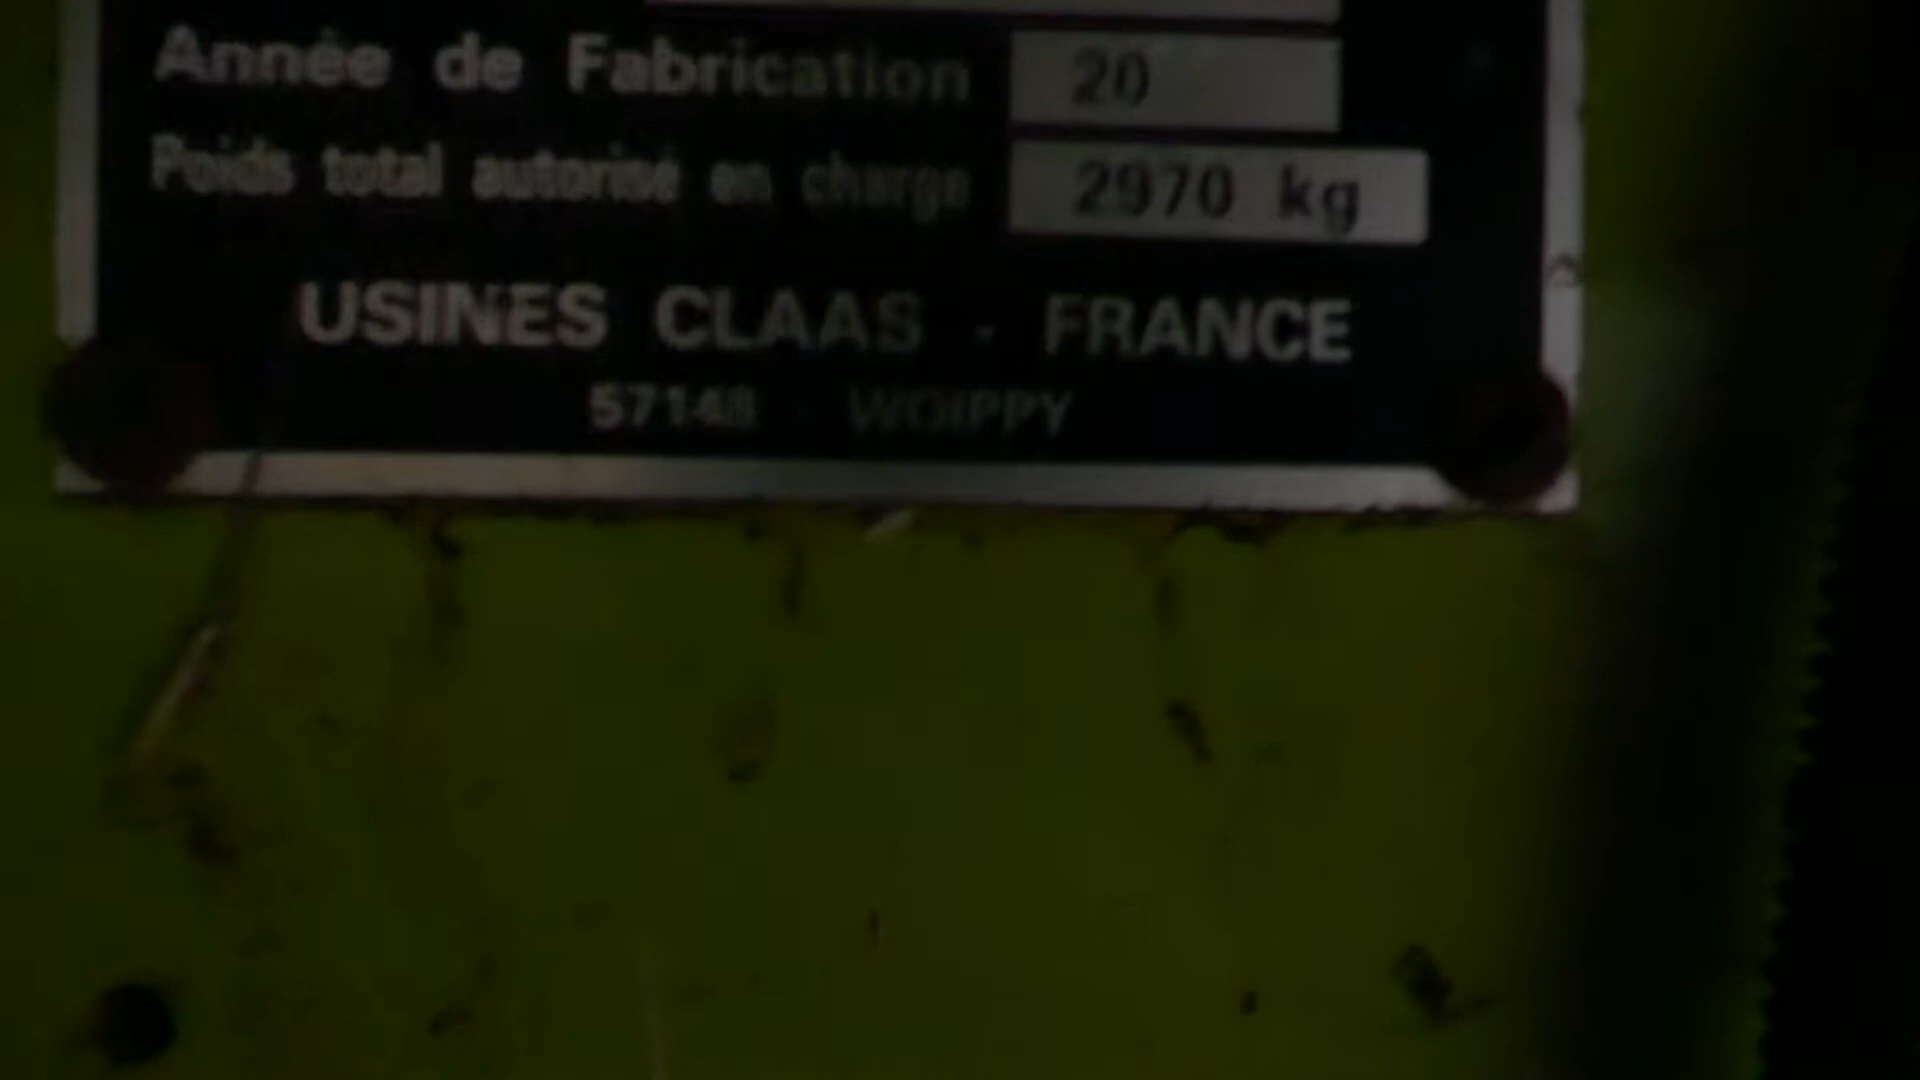 Année de Fabrication 20
Poids total autorisé en charge 2970 kg
USINES CLAAS - FRANCE
57148 WOIPPY